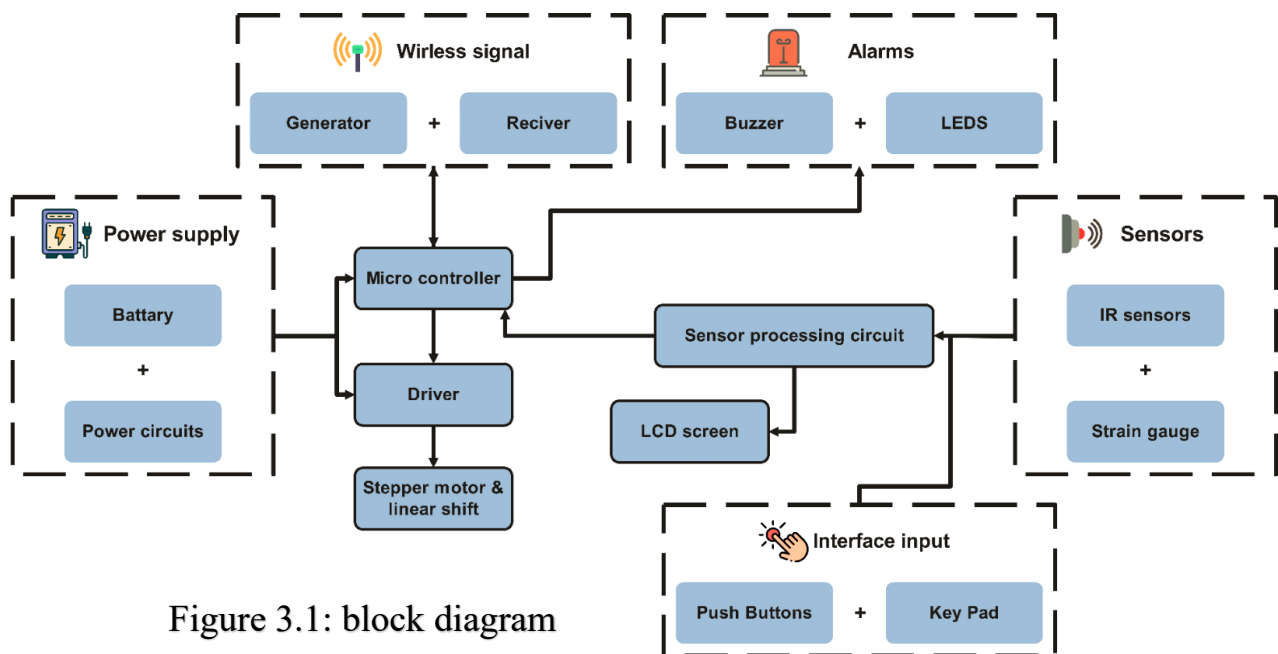 Wirless signal
Generator
+
Reciver
Alarms
Buzzer
+
LEDS
Power supply
Battary
+
Power circuits
Micro controller
Driver
Stepper motor &
linear shift
Sensor processing circuit
LCD screen
Sensors
IR sensors
+
Strain gauge
Interface input
Push Buttons
+
Key Pad
Figure 3.1: block diagram